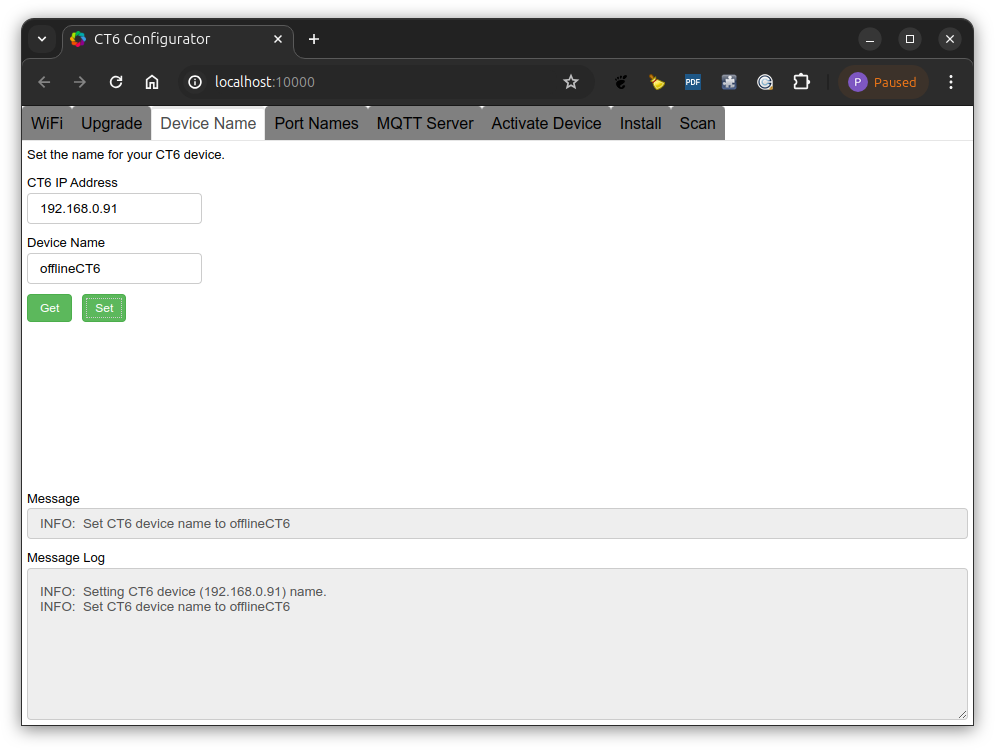 CT6 Configurator
localhost:10000
PDF
P Paused
WiFi Upgrade Device Name Port Names MQTT Server Activate Device Install Scan
Set the name for your CT6 device.
CT6 IP Address
192.168.0.91
Device Name
offlineCT6
Get Set
Message
INFO: Set CT6 device name to offlineCT6
Message Log
INFO: Setting CT6 device (192.168.0.91) name.
INFO: Set CT6 device name to offlineCT6